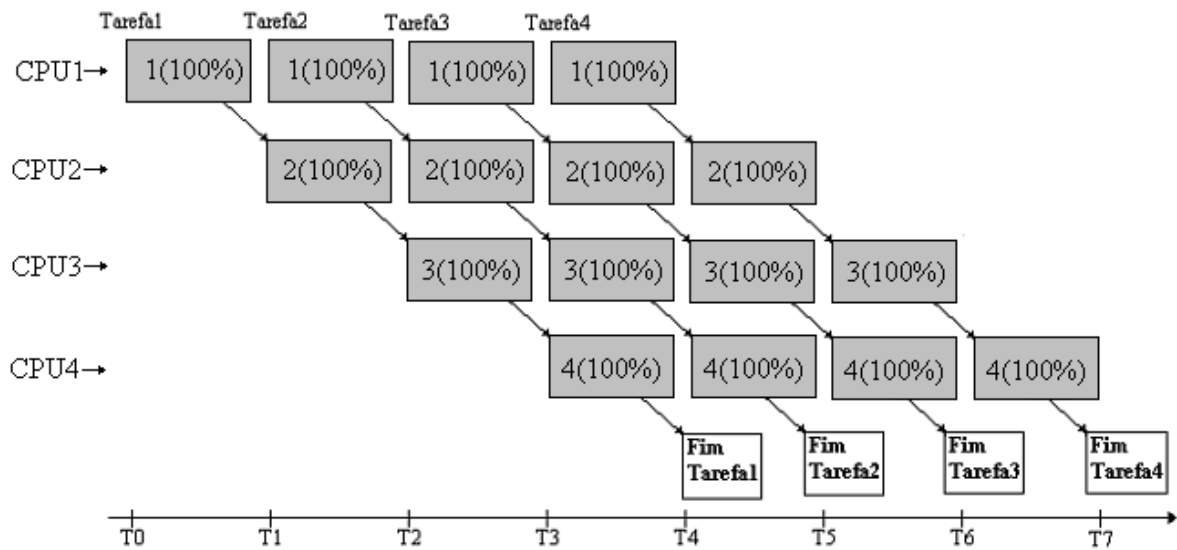 Tarefa1 Tarefa2 Tarefa3 Tarefa4
CPU1→ 1(100%) 1(100%) 1(100%) 1(100%)
CPU2→ 2(100%) 2(100%) 2(100%) 2(100%)
CPU3→ 3(100%) 3(100%) 3(100%) 3(100%)
CPU4→ 4(100%) 4(100%) 4(100%) 4(100%)
Fim Fim Fim Fim
Tarefa1 Tarefa2 Tarefa3 Tarefa4
T0 T1 T2 T3 T4 T5 T6 T7